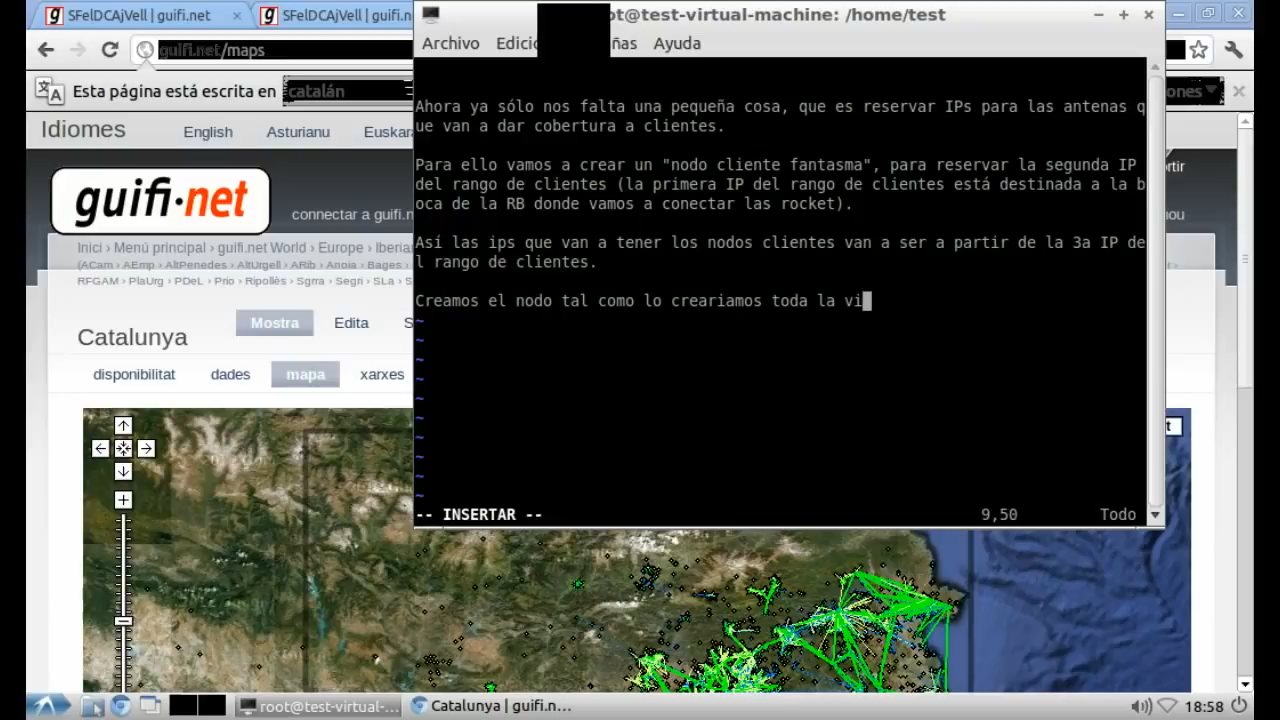 SFelDCAjVell | guifi.net
SFelDCAjVell | guifi.n
ot@test-virtual-machine: /home/test
guifi.net/maps
Archivo Edici ñas Ayuda
Esta página está escrita en catalán
ones
Idiomes English Asturianu Euskar
guifi·net
connectar a guifi.n
Inici › Menú principal › guifi.net World › Europe › Iberia
(ACam › AEmp › AltPenedes › AltUrgell › ARib › Anoia › Bages ›
RFGAM › PlaUrg › PDeL › Prio › Ripollès › Sgrra › Segri › SLa › S
Catalunya Mostra Edita S
disponibilitat dades mapa xarxes
Ahora ya sólo nos falta una pequeña cosa, que es reservar IPs para las antenas q
ue van a dar cobertura a clientes.
Para ello vamos a crear un "nodo cliente fantasma", para reservar la segunda IP
del rango de clientes (la primera IP del rango de clientes está destinada a la b
oca de la RB donde vamos a conectar las rocket).
Así las ips que van a tener los nodos clientes van a ser a partir de la 3a IP de
l rango de clientes.
Creamos el nodo tal como lo creariamos toda la vi
~
~
~
~
~
~
~
~
~
~
-- INSERTAR -- 9,50 Todo
rtir
nou
t
root@test-virtual-... Catalunya | guifi.n... 18:58